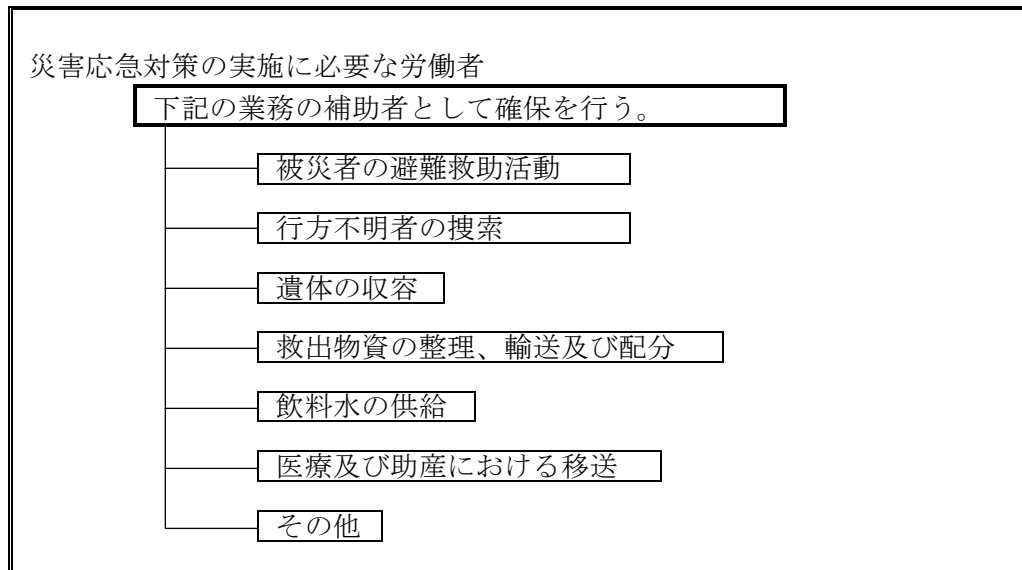 災害応急対策の実施に必要な労働者
下記の業務の補助者として確保を行う。
被災者の避難救助活動
行方不明者の捜索
遺体の収容
救出物資の整理、輸送及び配分
飲料水の供給
医療及び助産における移送
その他